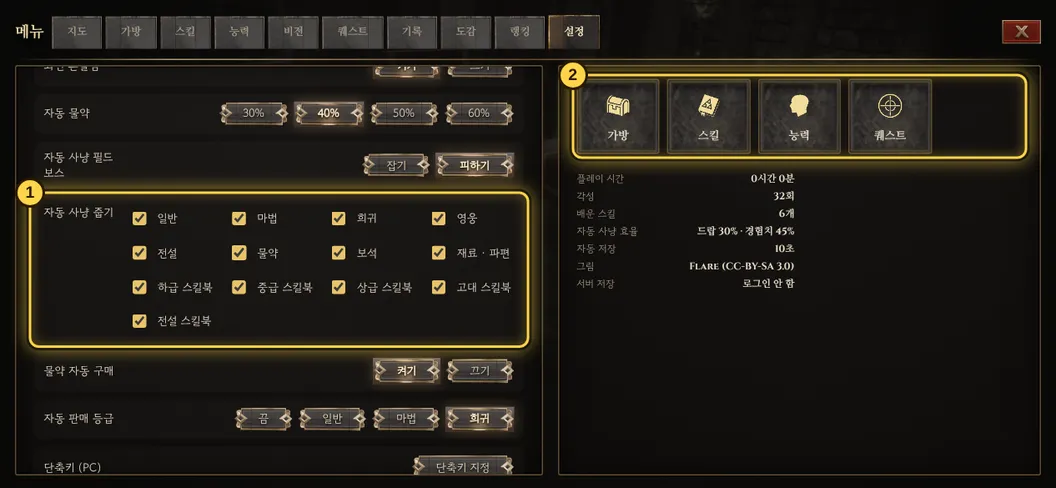 메뉴 지도 가방 스킬 능력 비전 퀘스트 기록 도감 랭킹 설정 X
자동 물약 30% 40% 50% 60%
자동 사냥 필드
보스 잡기 피하기
1
자동 사냥 줍기 일반 마법 희귀 영웅
전설 물약 보석 재료 · 파편
하급 스킬북 중급 스킬북 상급 스킬북 고대 스킬북
전설 스킬북
물약 자동 구매 켜기 끄기
자동 판매 등급 끔 일반 마법 희귀
단축키 (PC) 단축키 지정
2
가방 스킬 능력 퀘스트
플레이 시간 0시간 0분
각성 32회
배운 스킬 6개
자동 사냥 효율 드랍 30% · 경험치 45%
자동 저장 10초
그림 Flare (CC-BY-SA 3.0)
서버 저장 로그인 안 함